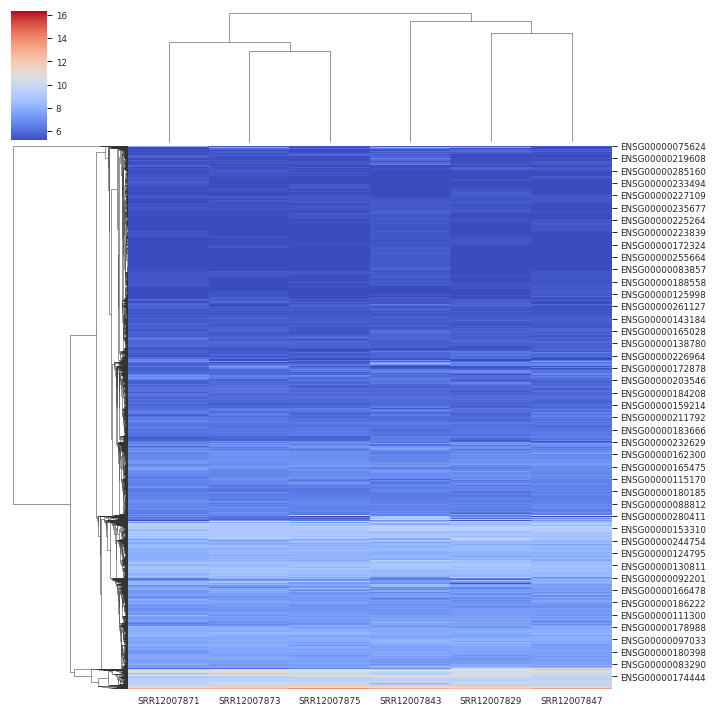 16
14
12
10
8
6
ENSG00000075624
ENSG00000219608
ENSG00000285160
ENSG00000233494
ENSG00000227109
ENSG00000235677
ENSG00000225264
ENSG00000223839
ENSG00000172324
ENSG00000255664
ENSG00000083857
ENSG00000188558
ENSG00000125998
ENSG00000261127
ENSG00000143184
ENSG00000165028
ENSG00000138780
ENSG00000226964
ENSG00000172878
ENSG00000203546
ENSG00000184208
ENSG00000159214
ENSG00000211792
ENSG00000183666
ENSG00000232629
ENSG00000162300
ENSG00000165475
ENSG00000115170
ENSG00000180185
ENSG00000088812
ENSG00000280411
ENSG00000153310
ENSG00000244754
ENSG00000124795
ENSG00000130811
ENSG00000092201
ENSG00000166478
ENSG00000186222
ENSG00000111300
ENSG00000178988
ENSG00000097033
ENSG00000180398
ENSG00000083290
ENSG00000174444
SRR12007871 SRR12007873 SRR12007875 SRR12007843 SRR12007829 SRR12007847